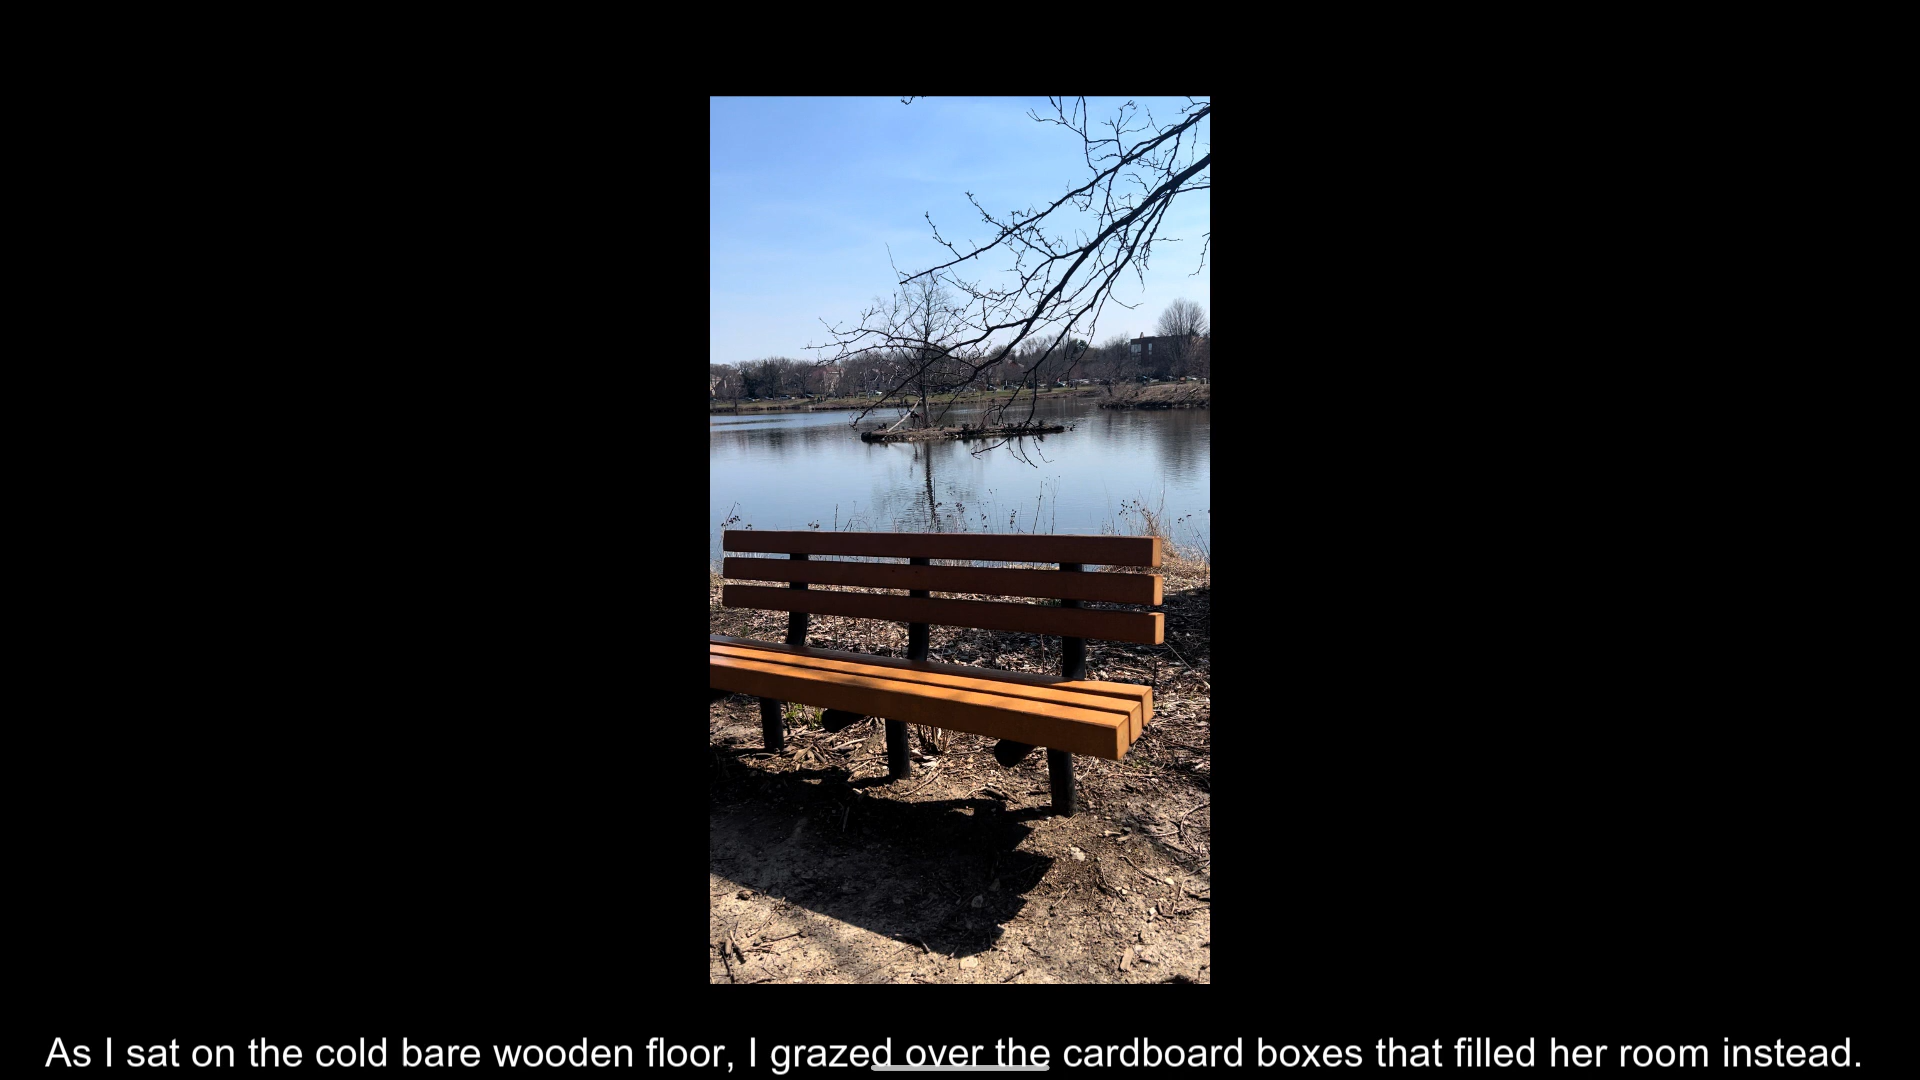 As I sat on the cold bare wooden floor, I grazed over the cardboard boxes that filled her room instead.